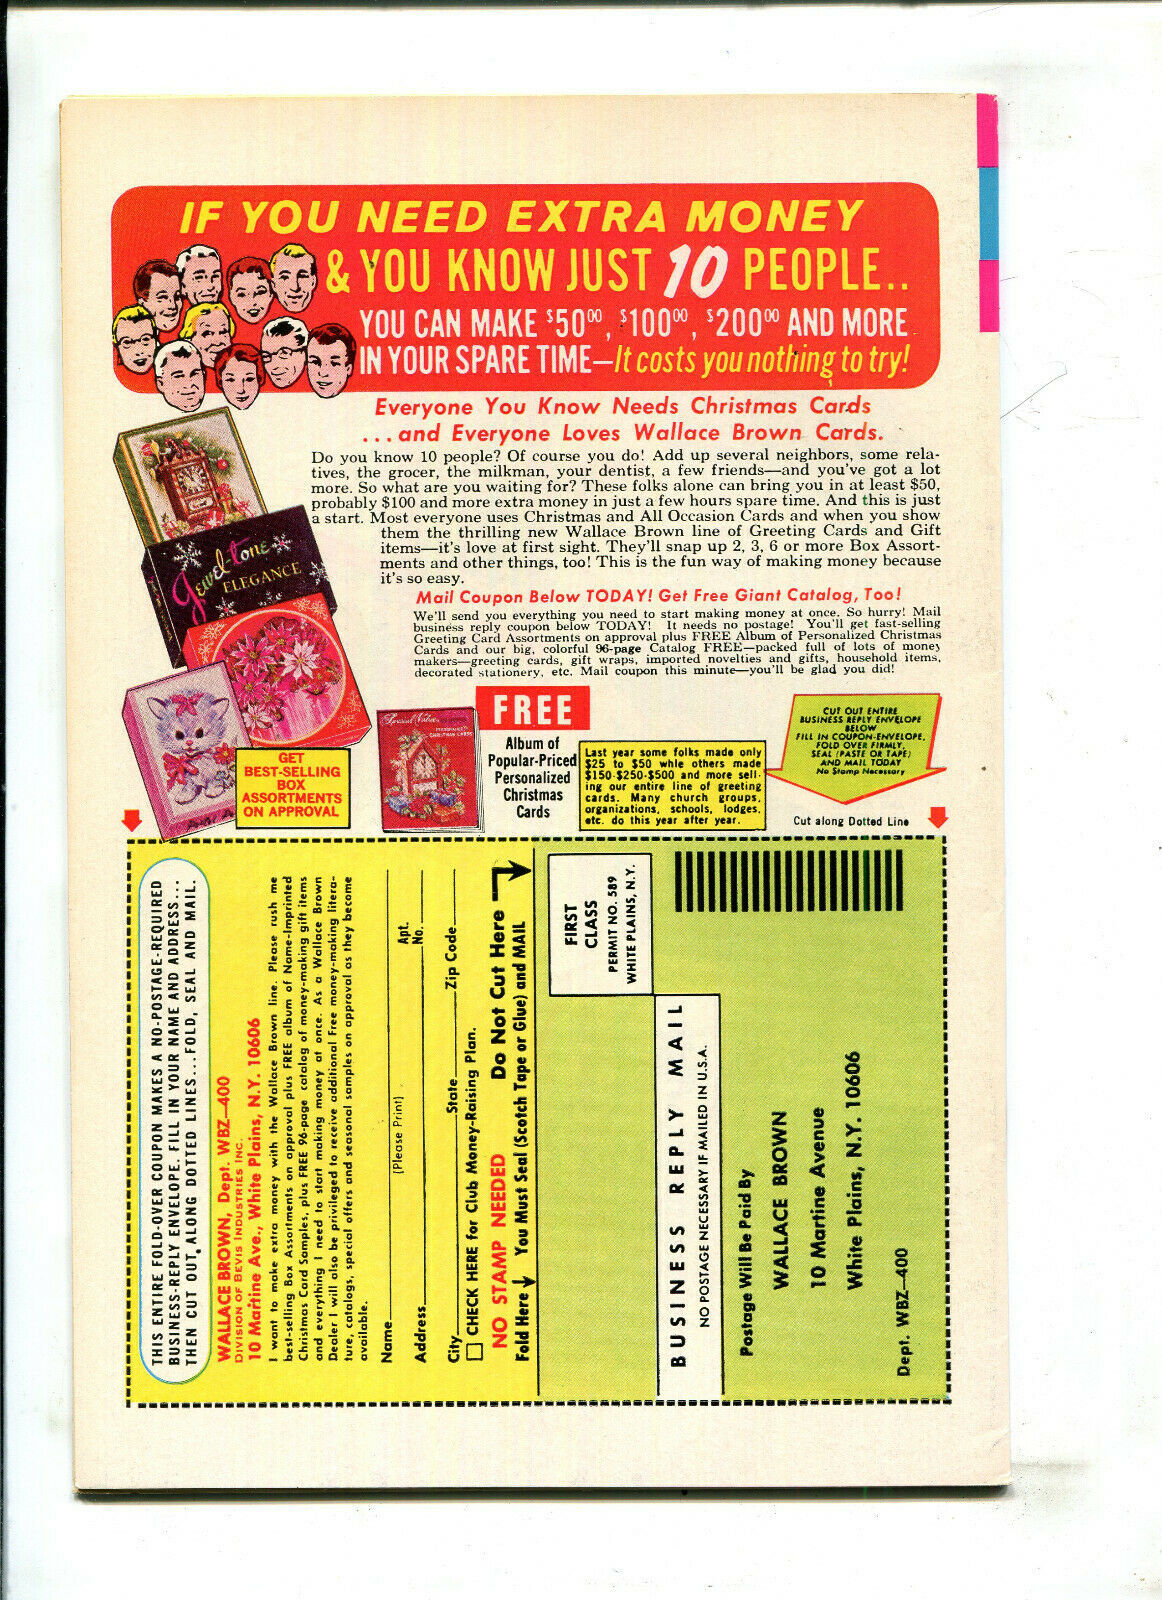 IF YOU NEED EXTRA MONEY
& YOU KNOW JUST 10 PEOPLE..
YOU CAN MAKE $50⁰⁰, $100⁰⁰, $200⁰⁰ AND MORE
IN YOUR SPARE TIME—It costs you nothing to try!
Everyone You Know Needs Christmas Cards
...and Everyone Loves Wallace Brown Cards.
Do you know 10 people? Of course you do! Add up several neighbors, some rela-
tives, the grocer, the milkman, your dentist, a few friends—and you've got a lot
more. So what are you waiting for? These folks alone can bring you in at least $50,
probably $100 and more extra money in just a few hours spare time. And this is just
a start. Most everyone uses Christmas and All Occasion Cards and when you show
them the thrilling new Wallace Brown line of Greeting Cards and Gift
items—it's love at first sight. They'll snap up 2, 3, 6 or more Box Assort-
ments and other things, too! This is the fun way of making money because
it's so easy.
Jewel-tone
ELEGANCE
Mail Coupon Below TODAY! Get Free Giant Catalog, Too!
We'll send you everything you need to start making money at once. So hurry! Mail
business reply coupon below TODAY! It needs no postage! You'll get fast-selling
Greeting Card Assortments on approval plus FREE Album of Personalized Christmas
Cards and our big, colorful 96-page Catalog FREE—packed full of lots of money
makers—greeting cards, gift wraps, imported novelties and gifts, household items,
decorated stationery, etc. Mail coupon this minute—you'll be glad you did!
GET
BEST-SELLING
BOX
ASSORTMENTS
ON APPROVAL
Special Value
PERSONALIZED
CHRISTMAS CARDS
FREE
Album of
Popular-Priced
Personalized
Christmas
Cards
Last year some folks made only
$25 to $50 whle others made
$150-$250-$500 and more sell-
ing our entire line of greeting
cards. Many church groups,
organizations, schools, lodges,
etc. do this year after year.
CUT OUT ENTIRE
BUSINESS REPLY ENVELOPE
BELOW
FILL IN COUPON-ENVELOPE,
FOLD OVER FIRMLY,
SEAL (PASTE OR TAPE)
AND MAIL TODAY
No Stamp Necessary
Cut along Dotted Line
THIS ENTIRE FOLD-OVER COUPON MAKES A NO-POSTAGE-REQUIRED
BUSINESS-REPLY ENVELOPE. FILL IN YOUR NAME AND ADDRESS...
THEN CUT OUT ALONG DOTTED LINES...FOLD, SEAL AND MAIL.
WALLACE BROWN, Dept. WBZ—400
DIVISION OF BEVIS INDUSTRIES INC.
10 Martine Ave., White Plains, N.Y. 10606
I want to make extra money with the Wallace Brown line. Please rush me
best-selling Box Assortments on approval plus FREE album of Name-Imprinted
Christmas Card Samples, plus FREE 96-page catalog of money-making gift items
and everything I need to start making money at once. As a Wallace Brown
Dealer I will also be privileged to receive additional Free money-making litera-
ture, catalogs, special offers and seasonal samples on approval as they become
available.
Name
(Please Print)
Address
Apt.
No.
City
State
Zip Code
CHECK HERE for Club Money-Raising Plan.
NO STAMP NEEDED
Do Not Cut Here
Fold Here
You Must Seal (Scotch Tape or Glue) and MAIL
FIRST
CLASS
PERMIT NO. 589
WHITE PLAINS, N.Y.
BUSINESS REPLY MAIL
NO POSTAGE NECESSARY IF MAILED IN U.S.A.
Postage Will Be Paid By
WALLACE BROWN
10 Martine Avenue
White Plains, N.Y. 10606
Dept. WBZ—400